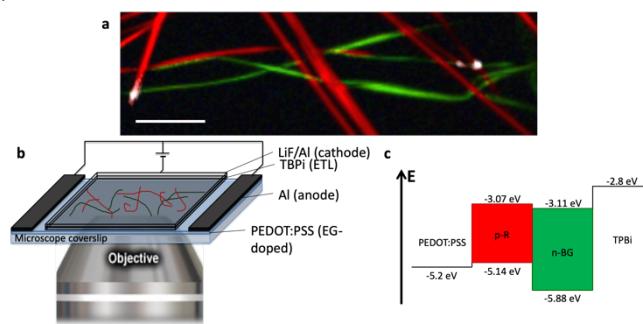 a
b
LiF/Al (cathode)
TBPi (ETL)
Al (anode)
PEDOT:PSS (EG-
doped)
Microscope coverslip
Objective
c
E
-2.8 eV
-3.07 eV
-3.11 eV
PEDOT:PSS
p-R
n-BG
TPBi
-5.2 eV
-5.14 eV
-5.88 eV